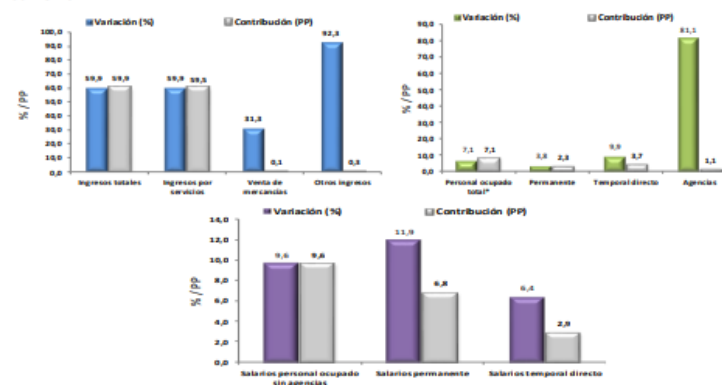 Variación (%) Contribución (PP)
100,0
90,0
80,0
70,0
60,0
50,0
40,0
30,0
20,0
10,0
0,0
% / PP
59,9 59,9
59,9 59,5
31,3 0,1
92,3 0,3
Ingresos totales
Ingresos por servicios
Venta de mercancías
Otros ingresos
Variación (%) Contribución (PP)
90,0
80,0
70,0
60,0
50,0
40,0
30,0
20,0
10,0
0,0
% / PP
7,1 7,1
3,8 2,3
9,9 3,7
81,1 1,1
Personal ocupado total*
Permanente
Temporal directo
Agencias
Variación (%) Contribución (PP)
14,0
12,0
10,0
8,0
6,0
4,0
2,0
0,0
% / PP
9,6 9,6
11,9 6,8
6,4 2,9
Salarios personal ocupado sin agencias
Salarios permanente
Salarios temporal directo